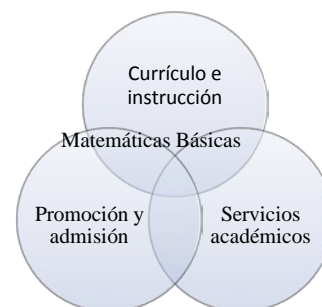 Currículo e
instrucción
Matemáticas Básicas
Promoción y
admisión
Servicios
académicos